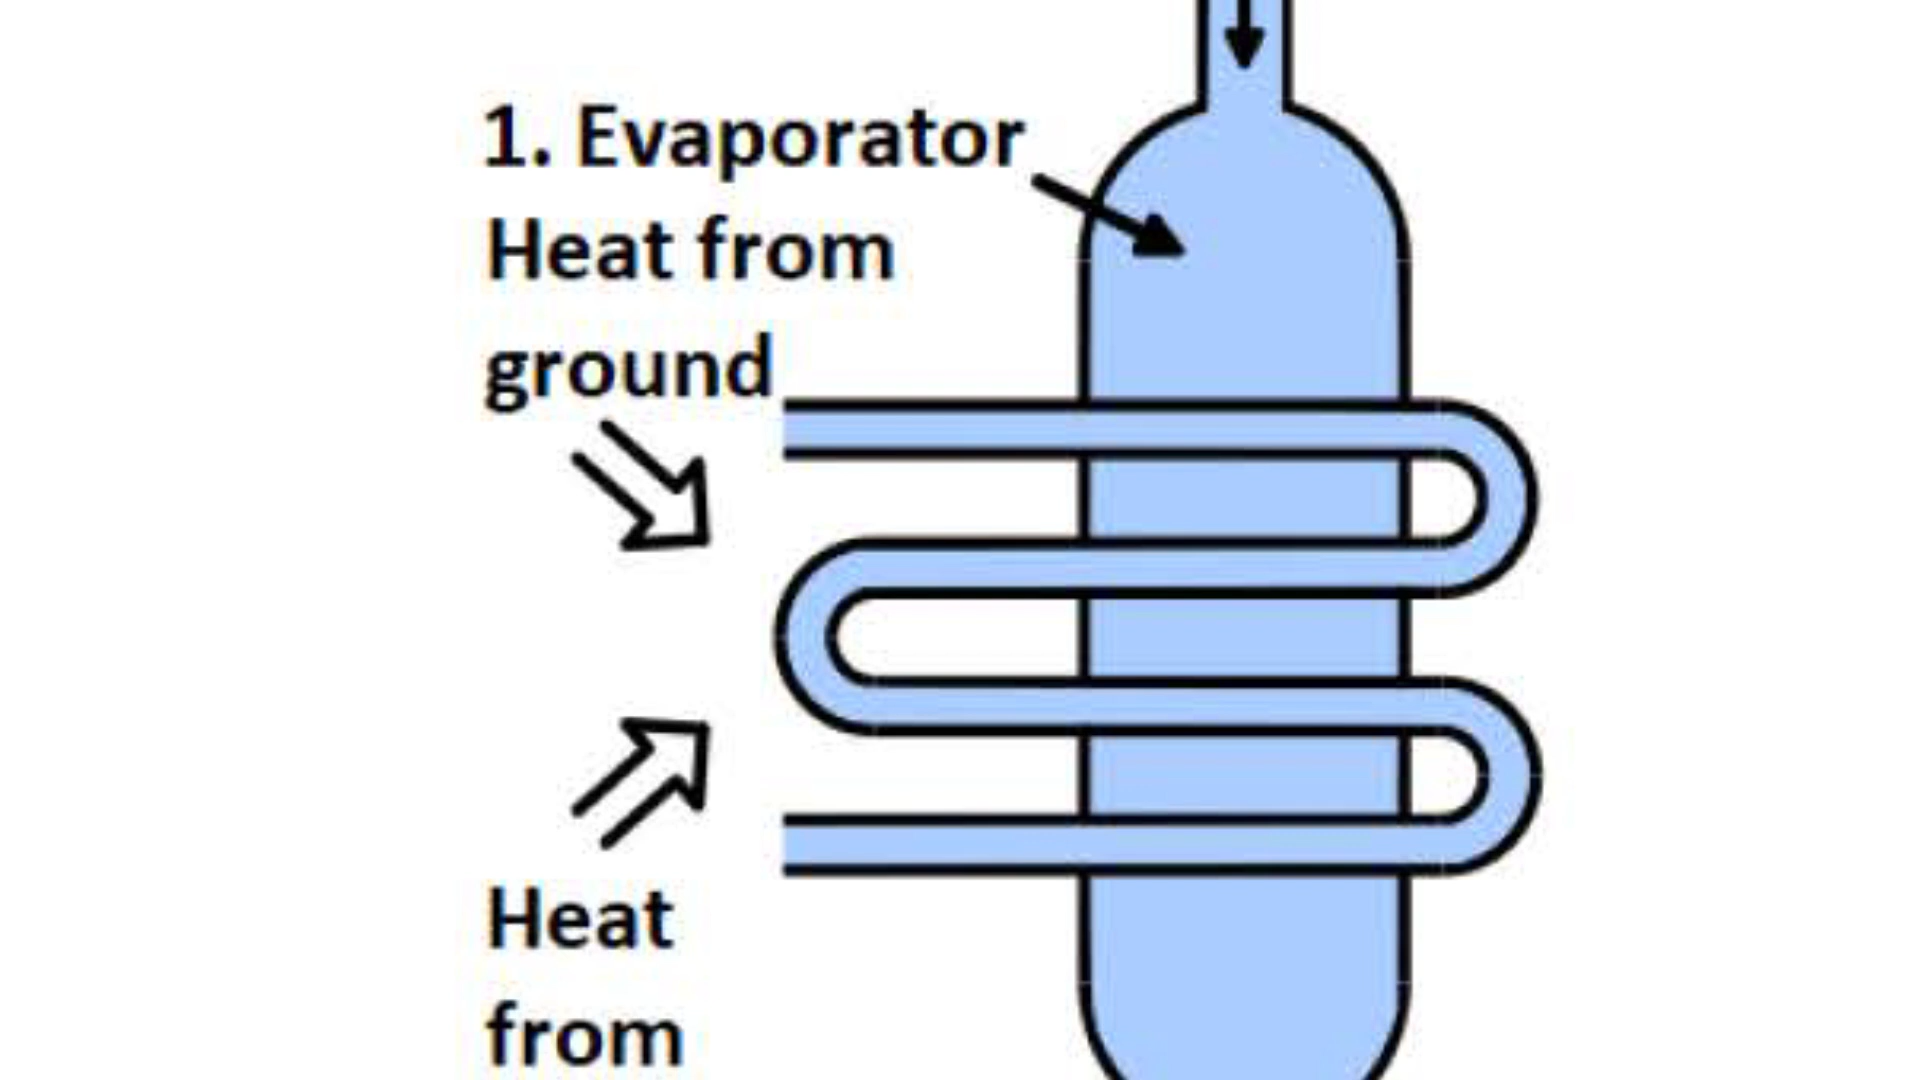 1. Evaporator
Heat from
ground
Heat
from